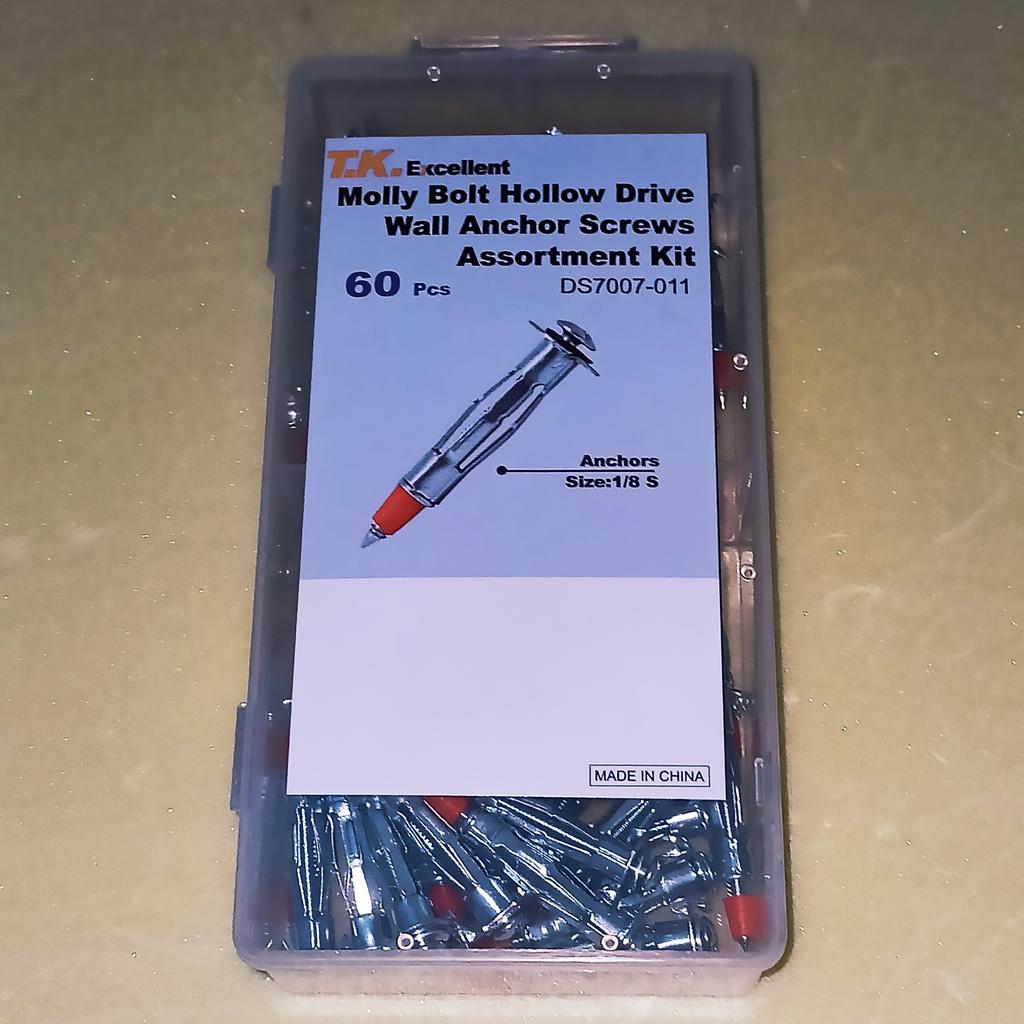 T.K. Excellent
Molly Bolt Hollow Drive
Wall Anchor Screws
Assortment Kit
60 Pcs DS7007-011
Anchors
Size:1/8 S
MADE IN CHINA